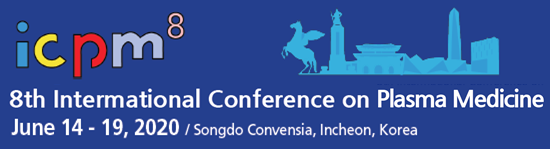 icpm8
8th International Conference on Plasma Medicine
June 14 - 19, 2020 / Songdo Convensia, Incheon, Korea